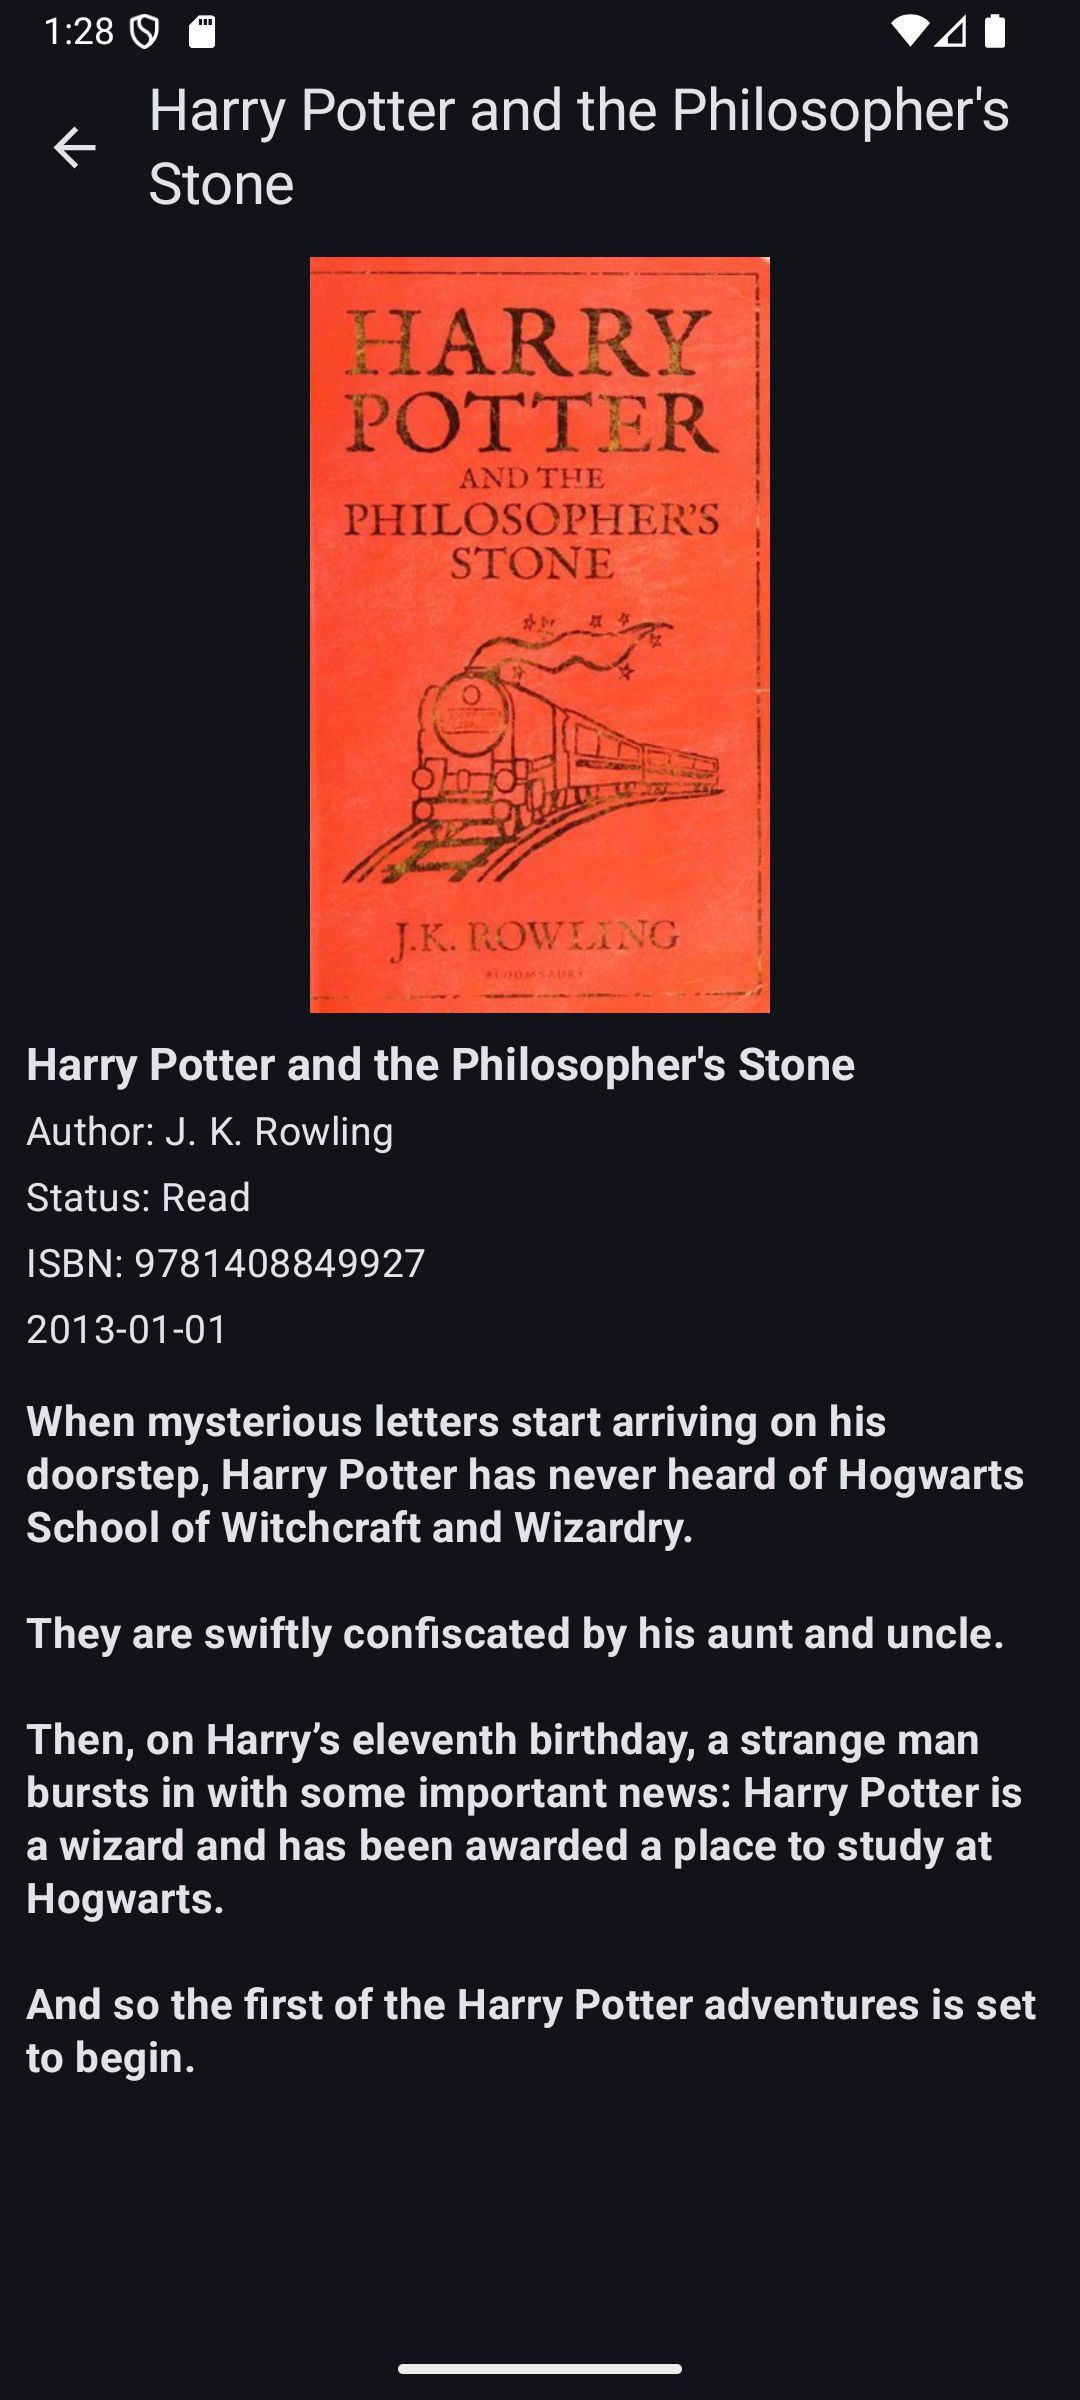 1:28
Harry Potter and the Philosopher's
Stone
HARRY
POTTER
AND THE
PHILOSOPHER'S
STONE
J.K. ROWLING
BLOOMSBURY
Harry Potter and the Philosopher's Stone
Author: J. K. Rowling
Status: Read
ISBN: 9781408849927
2013-01-01
When mysterious letters start arriving on his
doorstep, Harry Potter has never heard of Hogwarts
School of Witchcraft and Wizardry.
They are swiftly confiscated by his aunt and uncle.
Then, on Harry’s eleventh birthday, a strange man
bursts in with some important news: Harry Potter is
a wizard and has been awarded a place to study at
Hogwarts.
And so the first of the Harry Potter adventures is set
to begin.